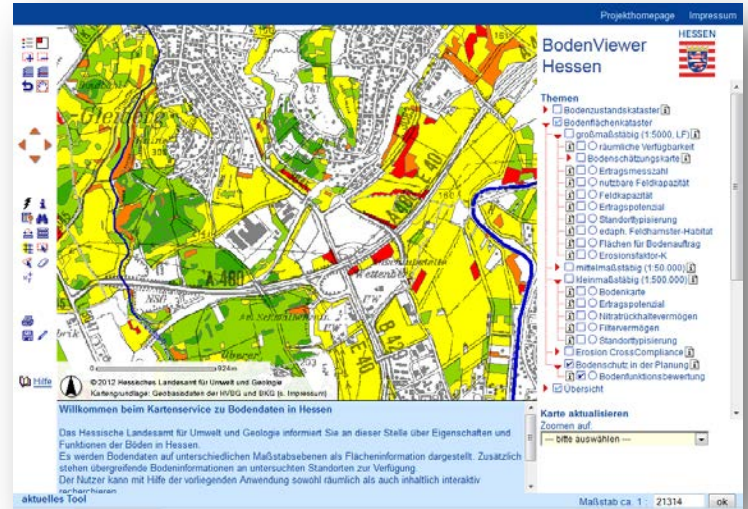 Projekthomepage Impressum
BodenViewer
Hessen
HESSEN
Themen
Bodenzustandskataster
Bodenflächenkataster
großmaßstäbig (1:5000, LF)
räumliche Verfügbarkeit
Bodenschätzungskarte
Ertragsmesszahl
nutzbare Feldkapazität
Feldkapazität
Ertragspotenzial
Standorttypisierung
edaph. Feldhamster-Habitat
Flächen für Bodenauftrag
Erosionsfaktor-K
mittelmaßstäbig (1:50.000)
kleinmaßstäbig (1:500.000)
Bodenkarte
Ertragspotenzial
Nitratrückhaltevermögen
Filtervermögen
Standorttypisierung
Erosion CrossCompliance
Bodenschutz in der Planung
Bodenfunktionsbewertung
Übersicht
Karte aktualisieren
Zoomen auf.
--- bitte auswählen ---
Gleiberg
A 480
B 429
Wettenberg
Hilfe
0 924m
©2012 Hessisches Landesamt für Umwelt und Geologie
Kartengrundlage: Geobasisdaten der HVBG und BKG (s. Impressum)
Willkommen beim Kartenservice zu Bodendaten in Hessen
Das Hessische Landesamt für Umwelt und Geologie informiert Sie an dieser Stelle über Eigenschaften und
Funktionen der Böden in Hessen.
Es werden Bodendaten auf unterschiedlichen Maßstabsebenen als Flächeninformation dargestellt. Zusätzlich
stehen übergreifende Bodeninformationen an untersuchten Standorten zur Verfügung.
Der Nutzer kann mit Hilfe der vorliegenden Anwendung sowohl räumlich als auch inhaltlich interaktiv
recherchieren
aktuelles Tool
Maßstab ca. 1 : 21314 ok